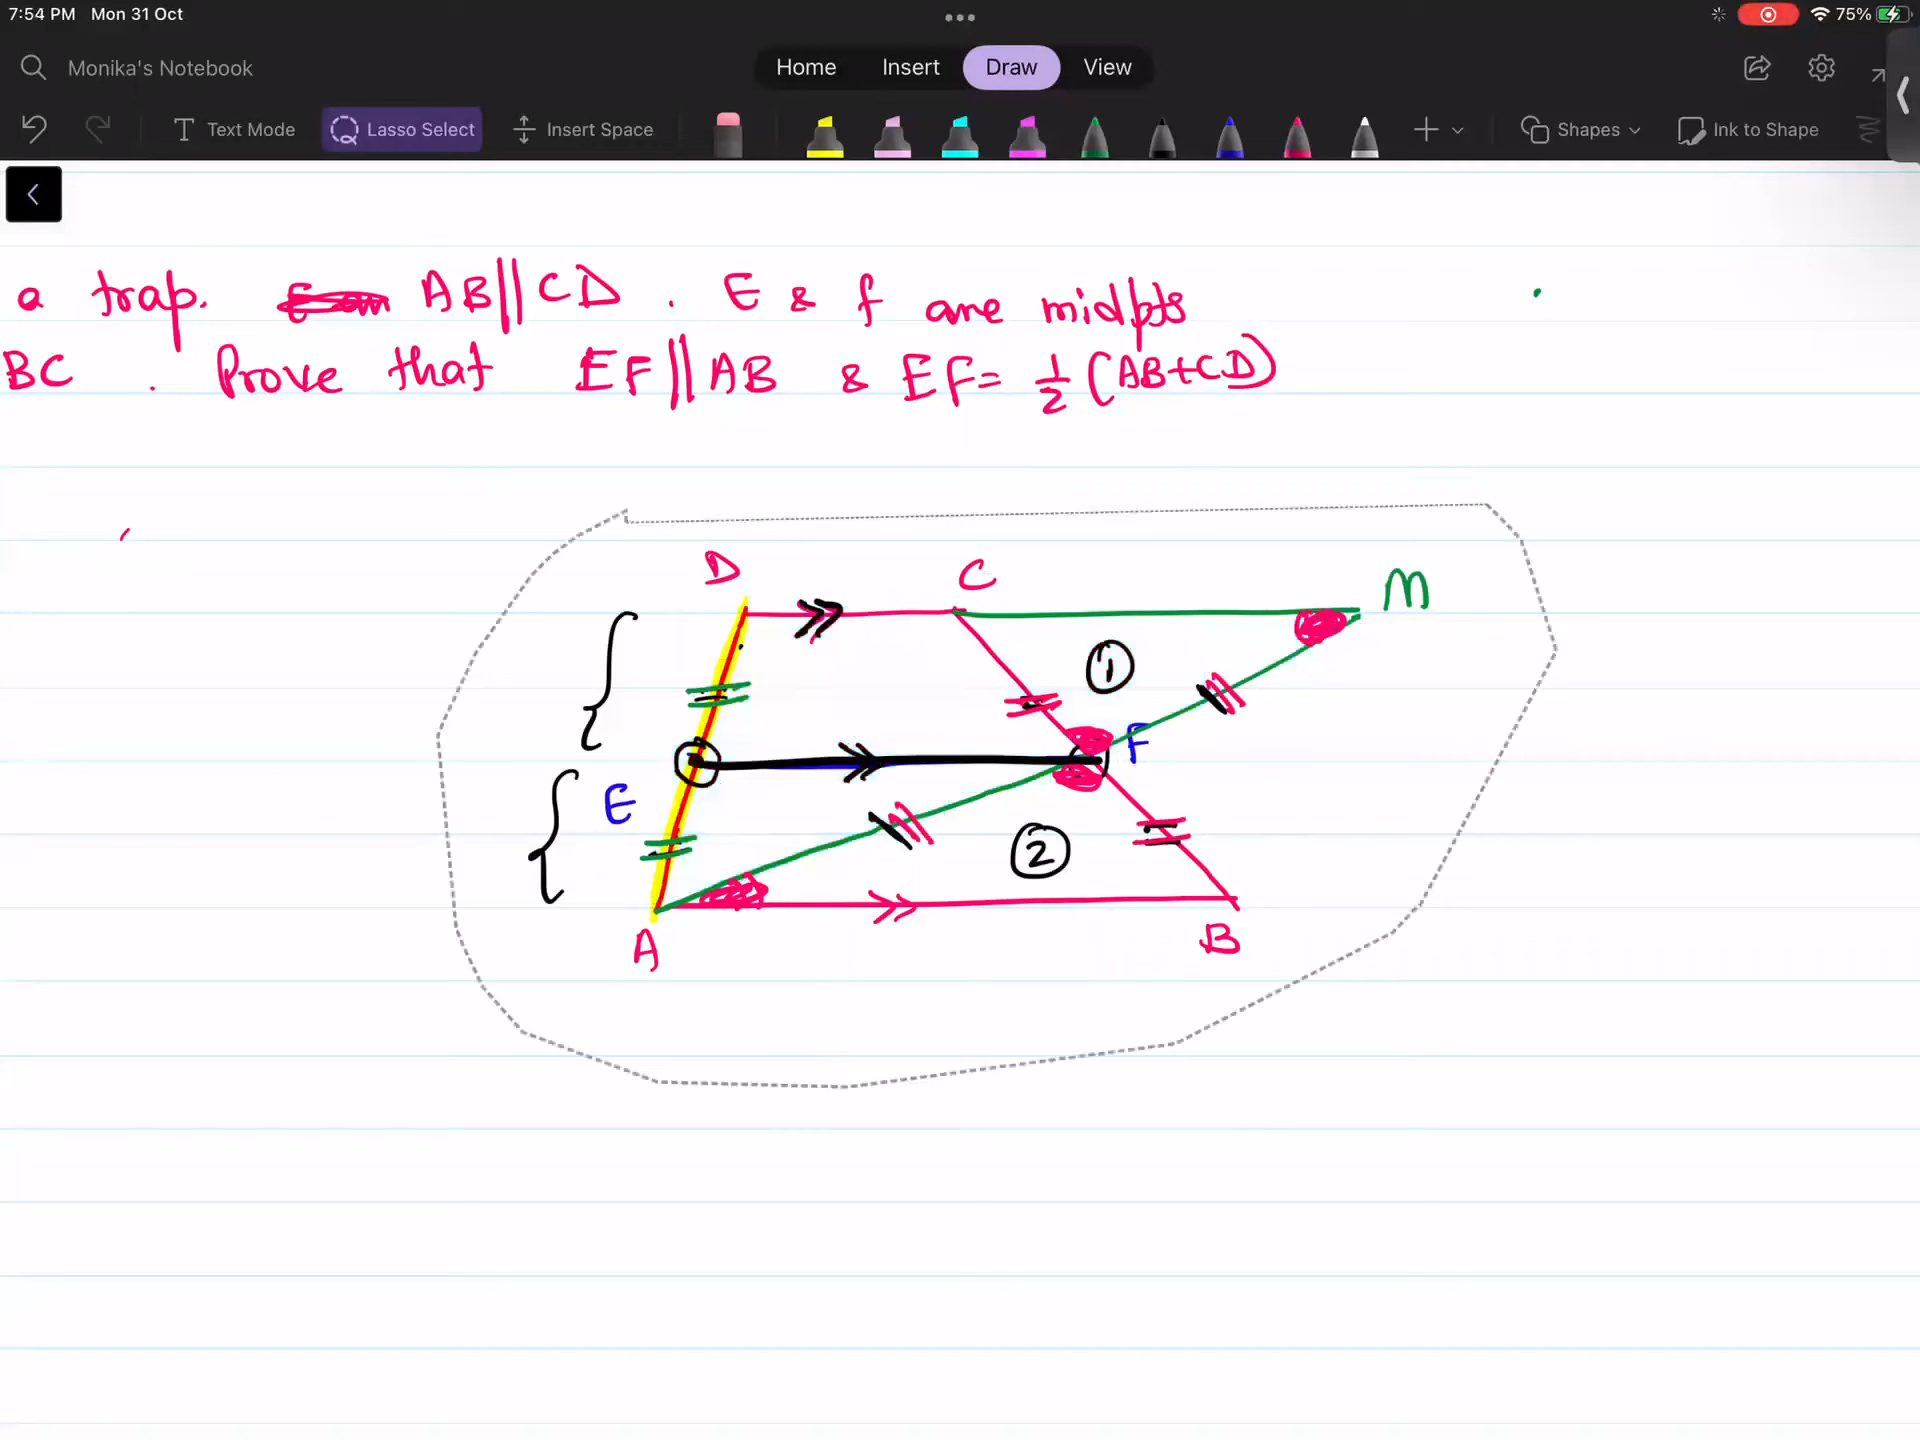 7:54 PM Mon 31 Oct
75%
Monika's Notebook
Home Insert Draw View
Text Mode Lasso Select Insert Space Shapes Ink to Shape
a trap. AB||CD. E & f are midpts
BC. Prove that EF||AB & EF= 1/2 (AB+CD)
D C M
1
F
E
2
A B